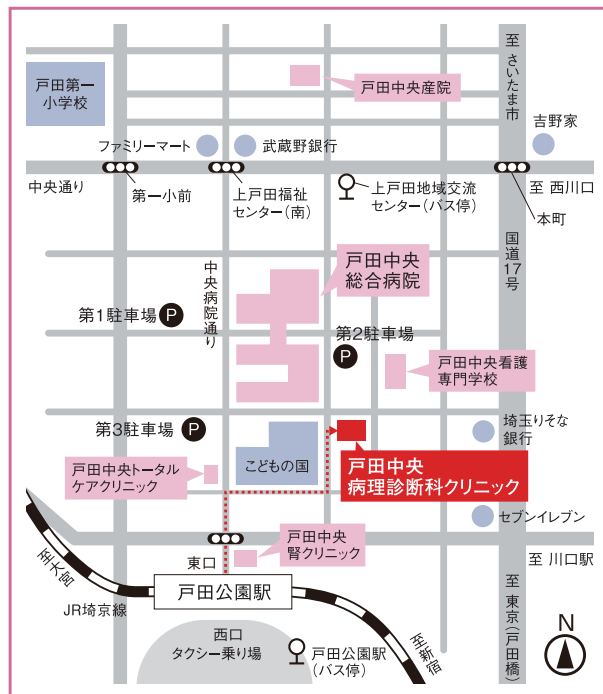 戸田第一
小学校
戸田中央産院
至 さいたま市
吉野家
ファミリーマート
武蔵野銀行
中央通り
第一小前
上戸田福祉
センター(南)
上戸田地域交流
センター(バス停)
本町
至 西川口
国道17号
中央病院通り
戸田中央
総合病院
第1駐車場
P
第2駐車場
P
戸田中央看護
専門学校
第3駐車場
P
こどもの国
戸田中央
病理診断科クリニック
埼玉りそな
銀行
戸田中央トータル
ケアクリニック
セブンイレブン
戸田中央
腎クリニック
至 川口駅
東口
至大宮
JR埼京線
戸田公園駅
西口
タクシー乗り場
戸田公園駅
(バス停)
至新宿
至 東京(戸田橋)
N